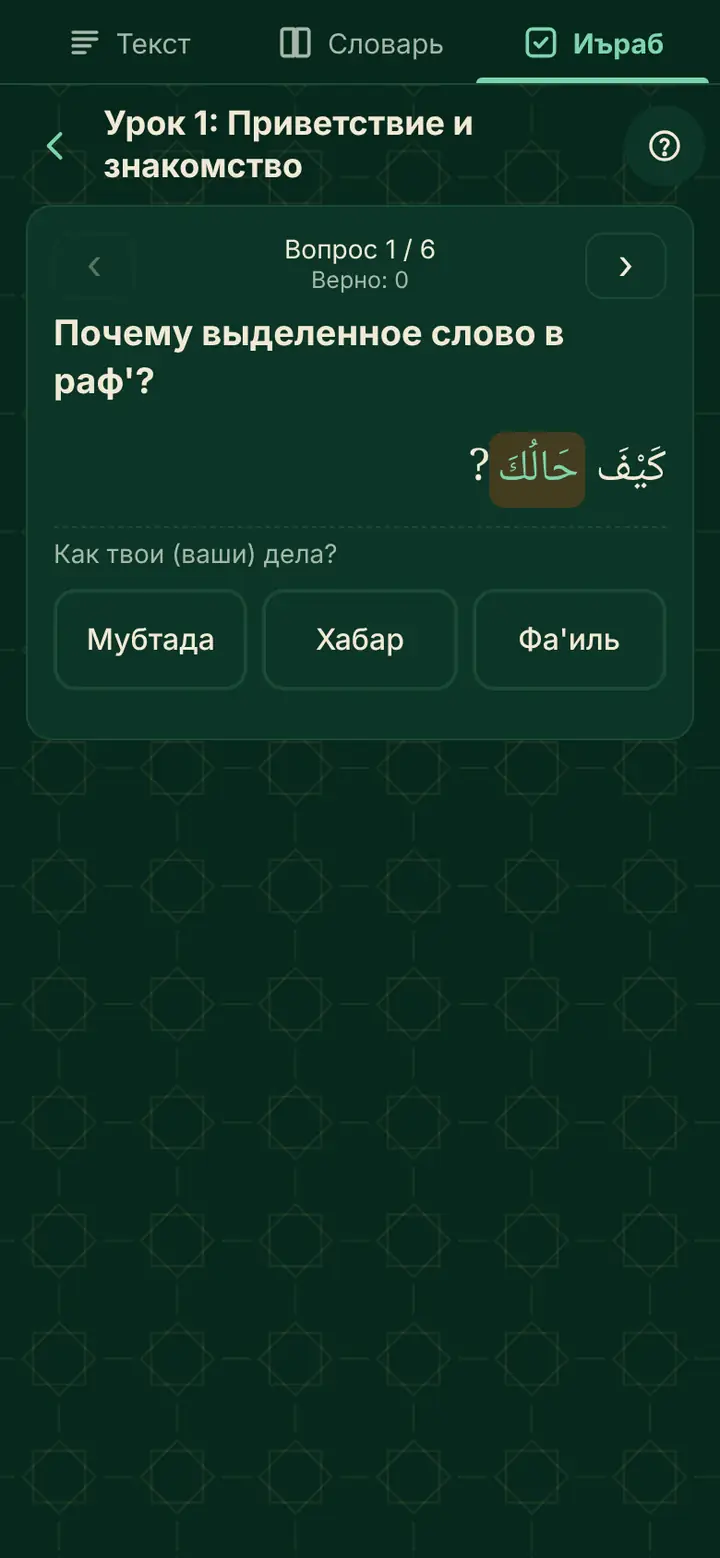 Текст Словарь Иъраб
Урок 1: Приветствие и
знакомство
Вопрос 1 / 6
Верно: 0
Почему выделенное слово в
раф'?
كَيْفَ حَالُكَ?
Как твои (ваши) дела?
Мубтада Хабар Фа'иль